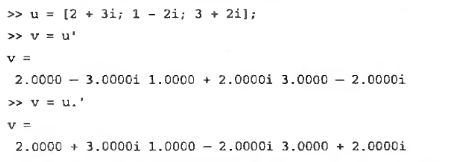 >> u = [2 + 3i; 1 - 2i; 3 + 2i];
>> v = u'
v =
2.0000 — 3.0000i 1.0000 + 2.0000i 3.0000 — 2.0000i
>> v = u.'
v =
2.0000 + 3.0000i 1.0000 — 2.0000i 3.0000 + 2.0000i